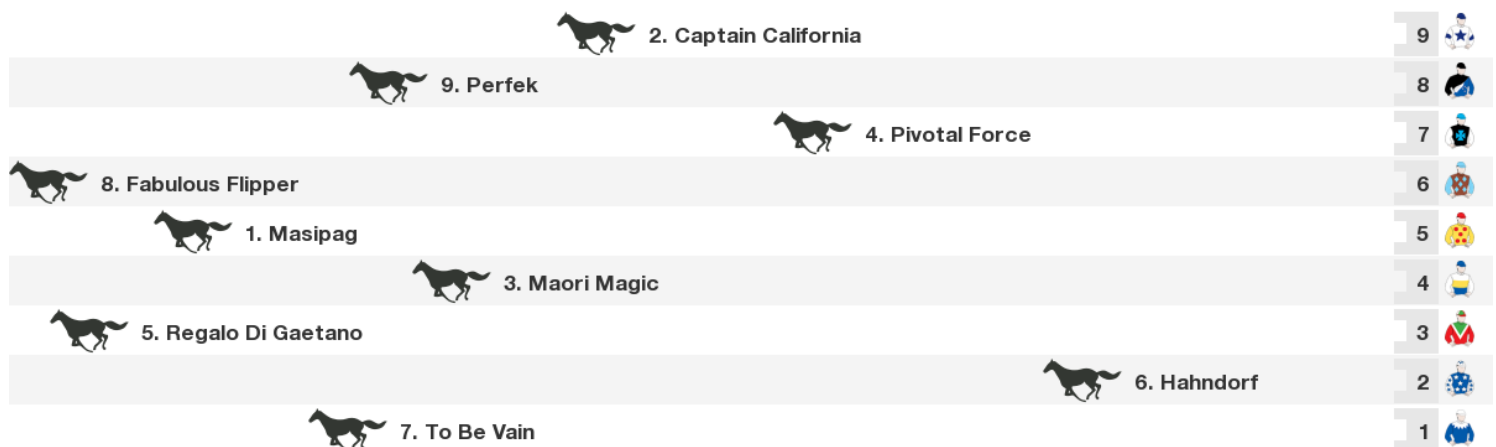 2. Captain California 9
9. Perfek 8
4. Pivotal Force 7
8. Fabulous Flipper 6
1. Masipag 5
3. Maori Magic 4
5. Regalo Di Gaetano 3
6. Hahndorf 2
7. To Be Vain 1